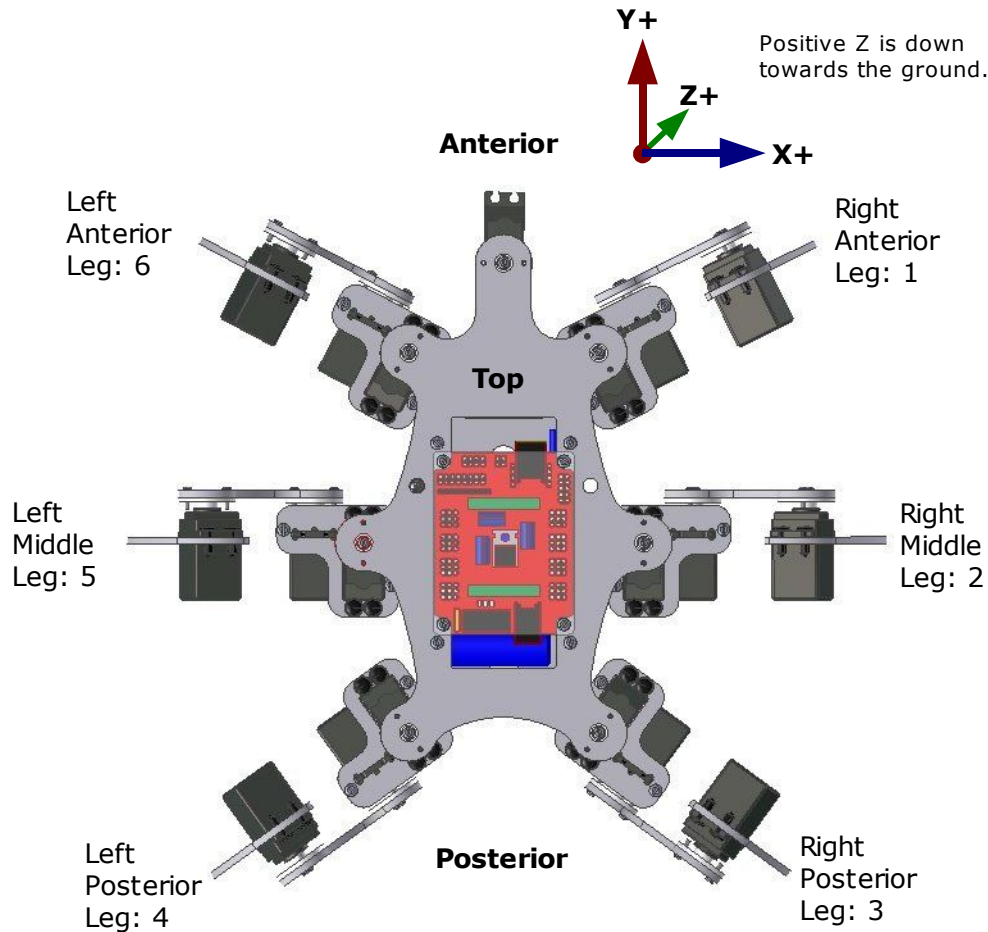 Y+
Positive Z is down
towards the ground.
Z+
X+
Anterior
Left
Anterior
Leg: 6
Right
Anterior
Leg: 1
Top
Left
Middle
Leg: 5
Right
Middle
Leg: 2
Left
Posterior
Leg: 4
Posterior
Right
Posterior
Leg: 3